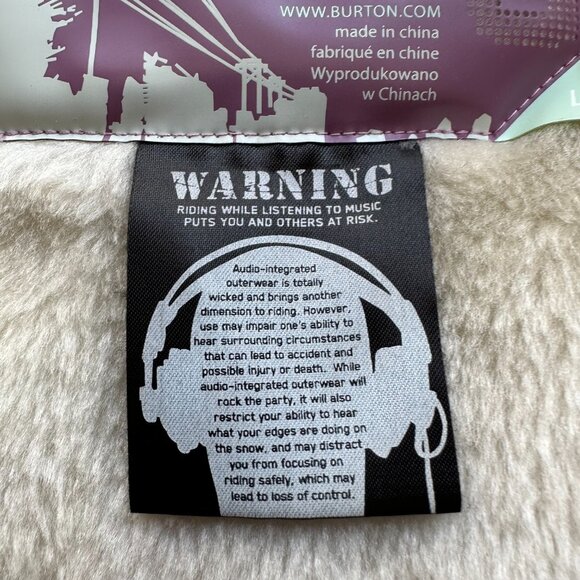 WWW.BURTON.COM
made in china
fabriqué en chine
Wyprodukowano
w Chinach
L
WARNING
RIDING WHILE LISTENING TO MUSIC
PUTS YOU AND OTHERS AT RISK.
Audio-integrated
outerwear is totally
wicked and brings another
dimension to riding. However,
use may impair one's ability to
hear surrounding circumstances
that can lead to accident and
possible injury or death. While
audio-integrated outerwear will
rock the party, it will also
restrict your ability to hear
what your edges are doing on
the snow, and may distract
you from focusing on
riding safely, which may
lead to loss of control.